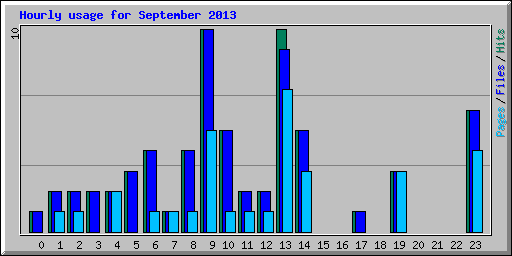 Hourly usage for September 2013
10
Pages/Files/Hits
0 1 2 3 4 5 6 7 8 9 10 11 12 13 14 15 16 17 18 19 20 21 22 23